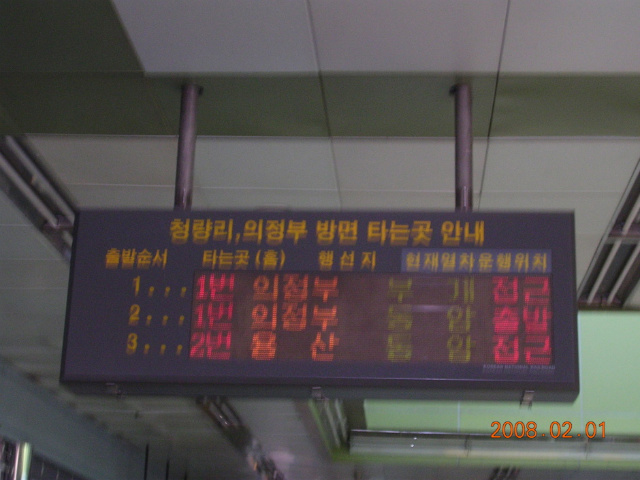 청량리,의정부 방면 타는곳 안내
출발순서 타는곳(홈) 행선지 현재열차운행위치
1... 1번 의정부 부개 접근
2... 1번 의정부 동암 출발
3... 2번 용산 동암 접근
2008.02.01